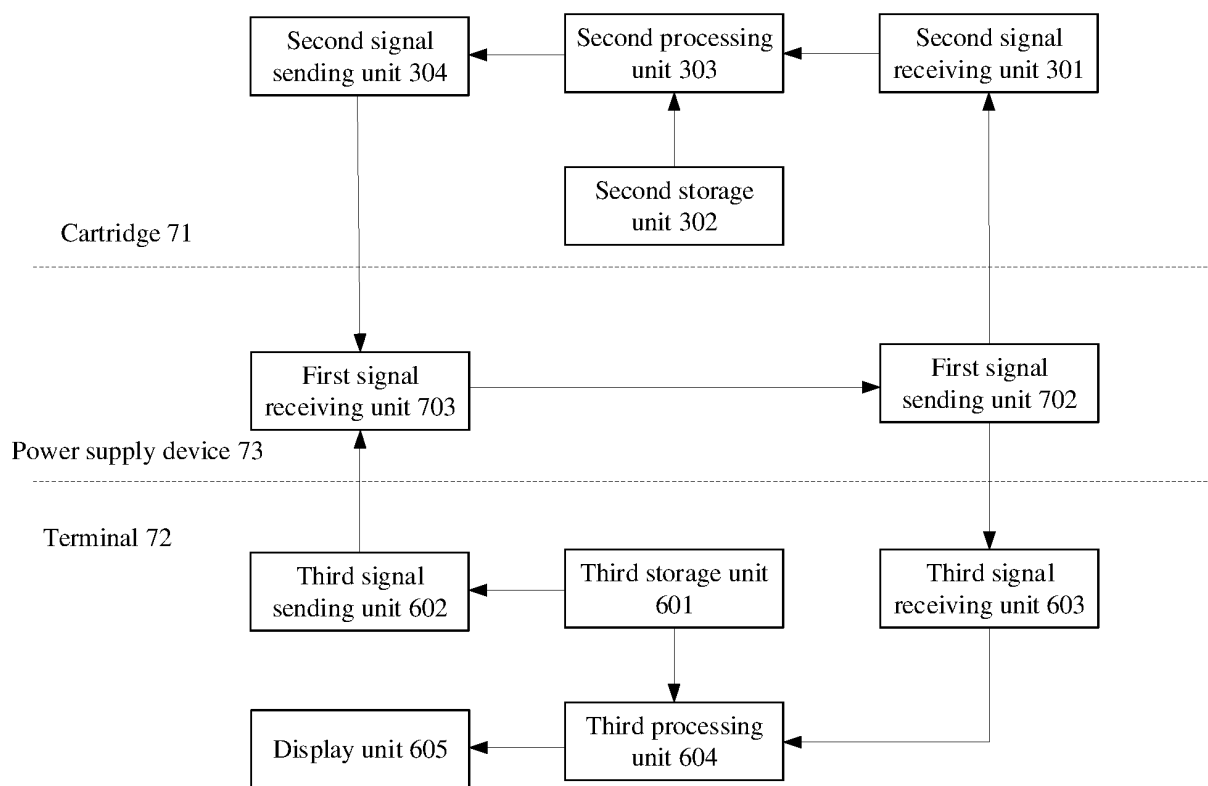 Second signal
sending unit 304
Second processing
unit 303
Second signal
receiving unit 301
Second storage
unit 302
Cartridge 71
First signal
receiving unit 703
First signal
sending unit 702
Power supply device 73
Terminal 72
Third signal
sending unit 602
Third storage unit
601
Third signal
receiving unit 603
Display unit 605
Third processing
unit 604